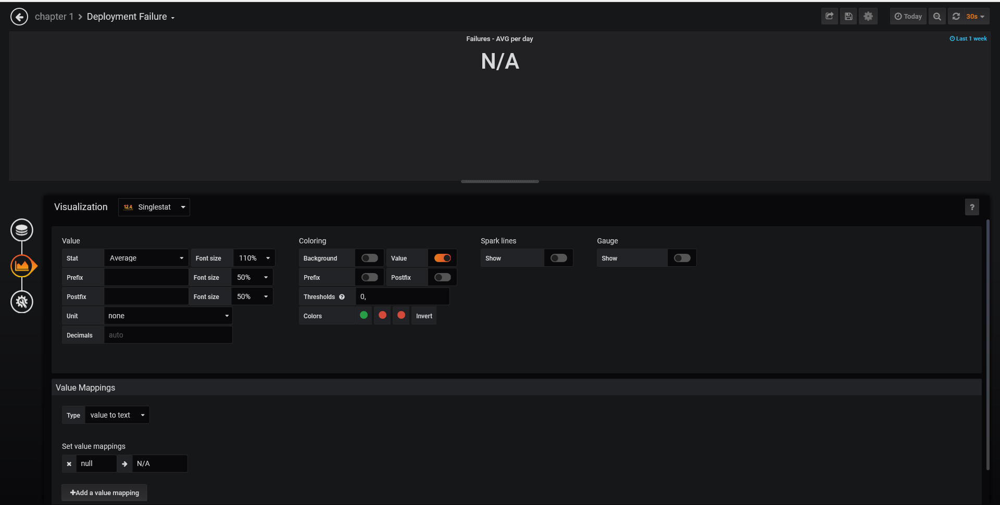 chapter 1 > Deployment Failure
Today
30s
Failures - AVG per day
Last 1 week
N/A
Visualization
12.4 Singlestat
?
Value
Coloring
Spark lines
Gauge
Stat Average Font size 110%
Background Value
Show
Show
Prefix Font size 50%
Prefix Postfix
Postfix Font size 50%
Thresholds ? 0,
Unit none
Colors Invert
Decimals auto
Value Mappings
Type value to text
Set value mappings
null N/A
+Add a value mapping